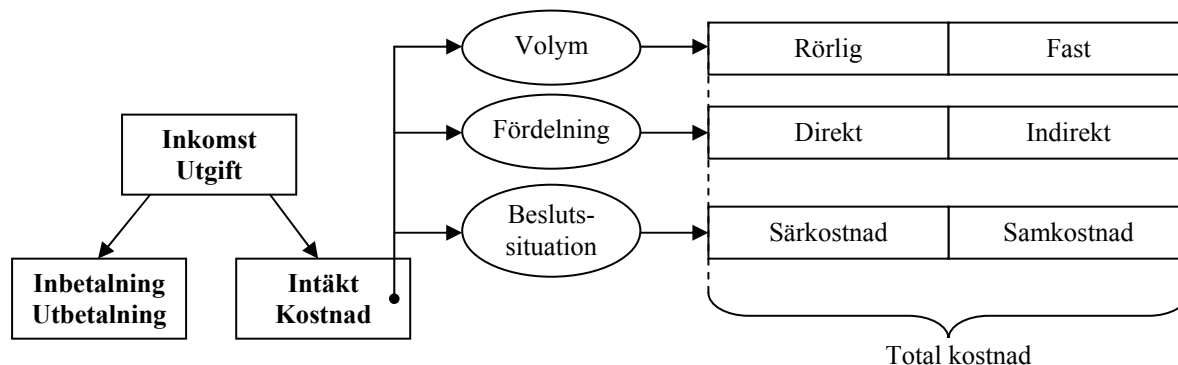 Volym
Rörlig
Fast
Fördelning
Direkt
Indirekt
Inkomst
Utgift
Besluts-
situation
Särkostnad
Samkostnad
Inbetalning
Utbetalning
Intäkt
Kostnad
Total kostnad